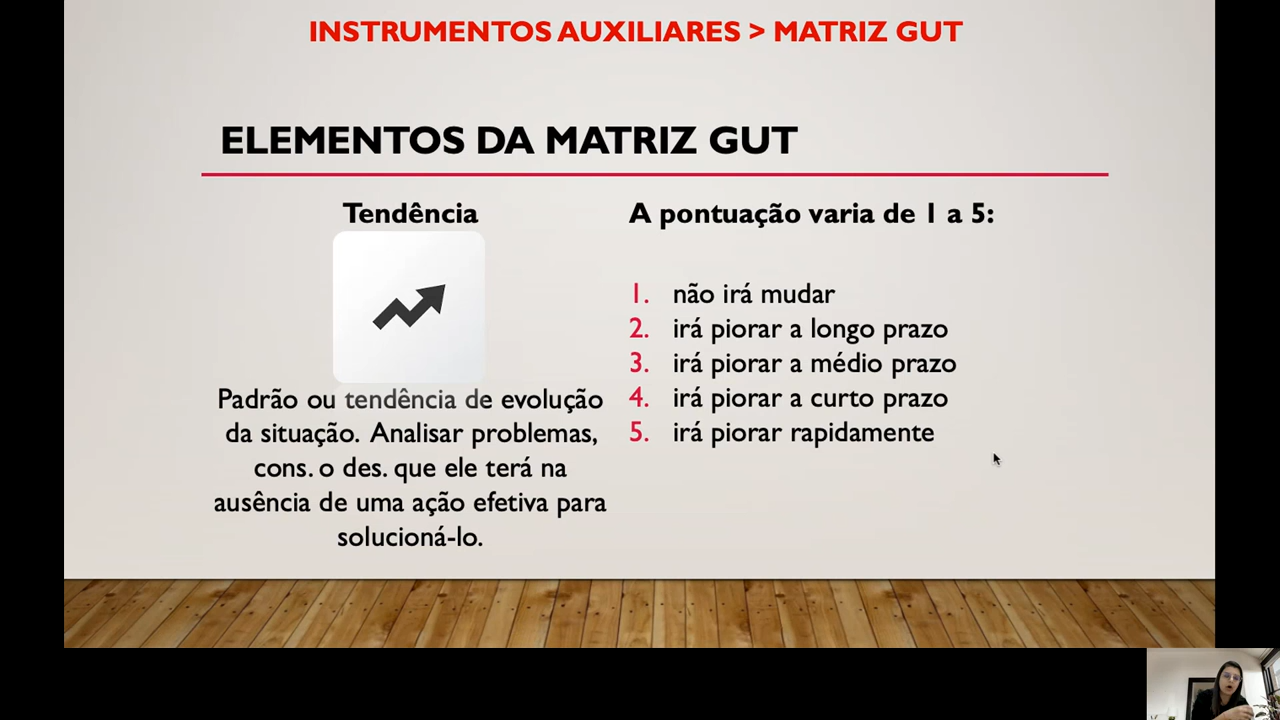 INSTRUMENTOS AUXILIARES > MATRIZ GUT
ELEMENTOS DA MATRIZ GUT
Tendência
Padrão ou tendência de evolução
da situação. Analisar problemas,
cons. o des. que ele terá na
ausência de uma ação efetiva para
solucioná-lo.
A pontuação varia de 1 a 5:
1. não irá mudar
2. irá piorar a longo prazo
3. irá piorar a médio prazo
4. irá piorar a curto prazo
5. irá piorar rapidamente